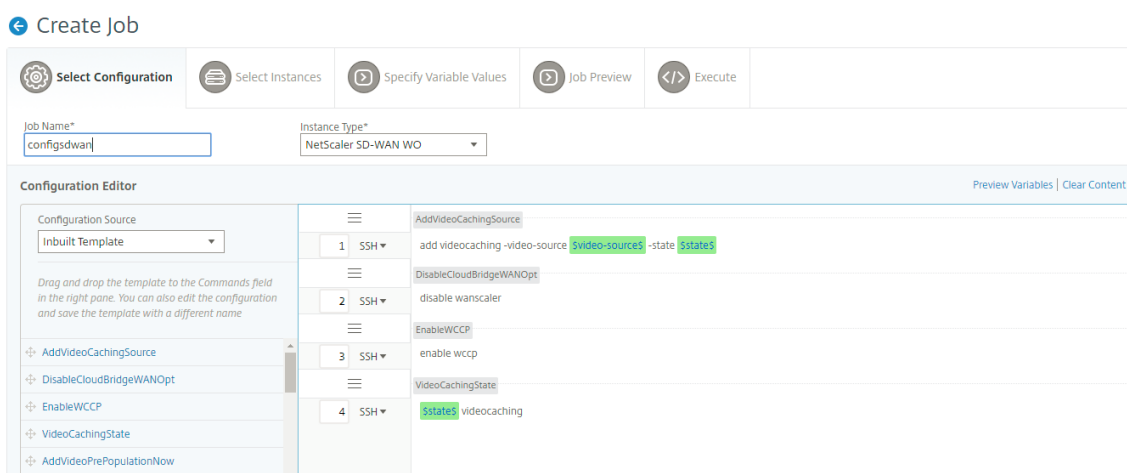 Create Job
Select Configuration
Select Instances
Specify Variable Values
Job Preview
Execute
Job Name*
Instance Type*
configsdwan
NetScaler SD-WAN WO
Configuration Editor
Preview Variables | Clear Content
Configuration Source
Inbuilt Template
Drag and drop the template to the Commands field
in the right pane. You can also edit the configuration
and save the template with a different name
AddVideoCachingSource
DisableCloudBridgeWANOpt
EnableWCCP
VideoCachingState
AddVideoPrePopulationNow
AddVideoCachingSource
1 SSH add videocaching -video-source $video-source$ -state $state$
DisableCloudBridgeWANOpt
2 SSH disable wanscaler
EnableWCCP
3 SSH enable wccp
VideoCachingState
4 SSH $state$ videocaching